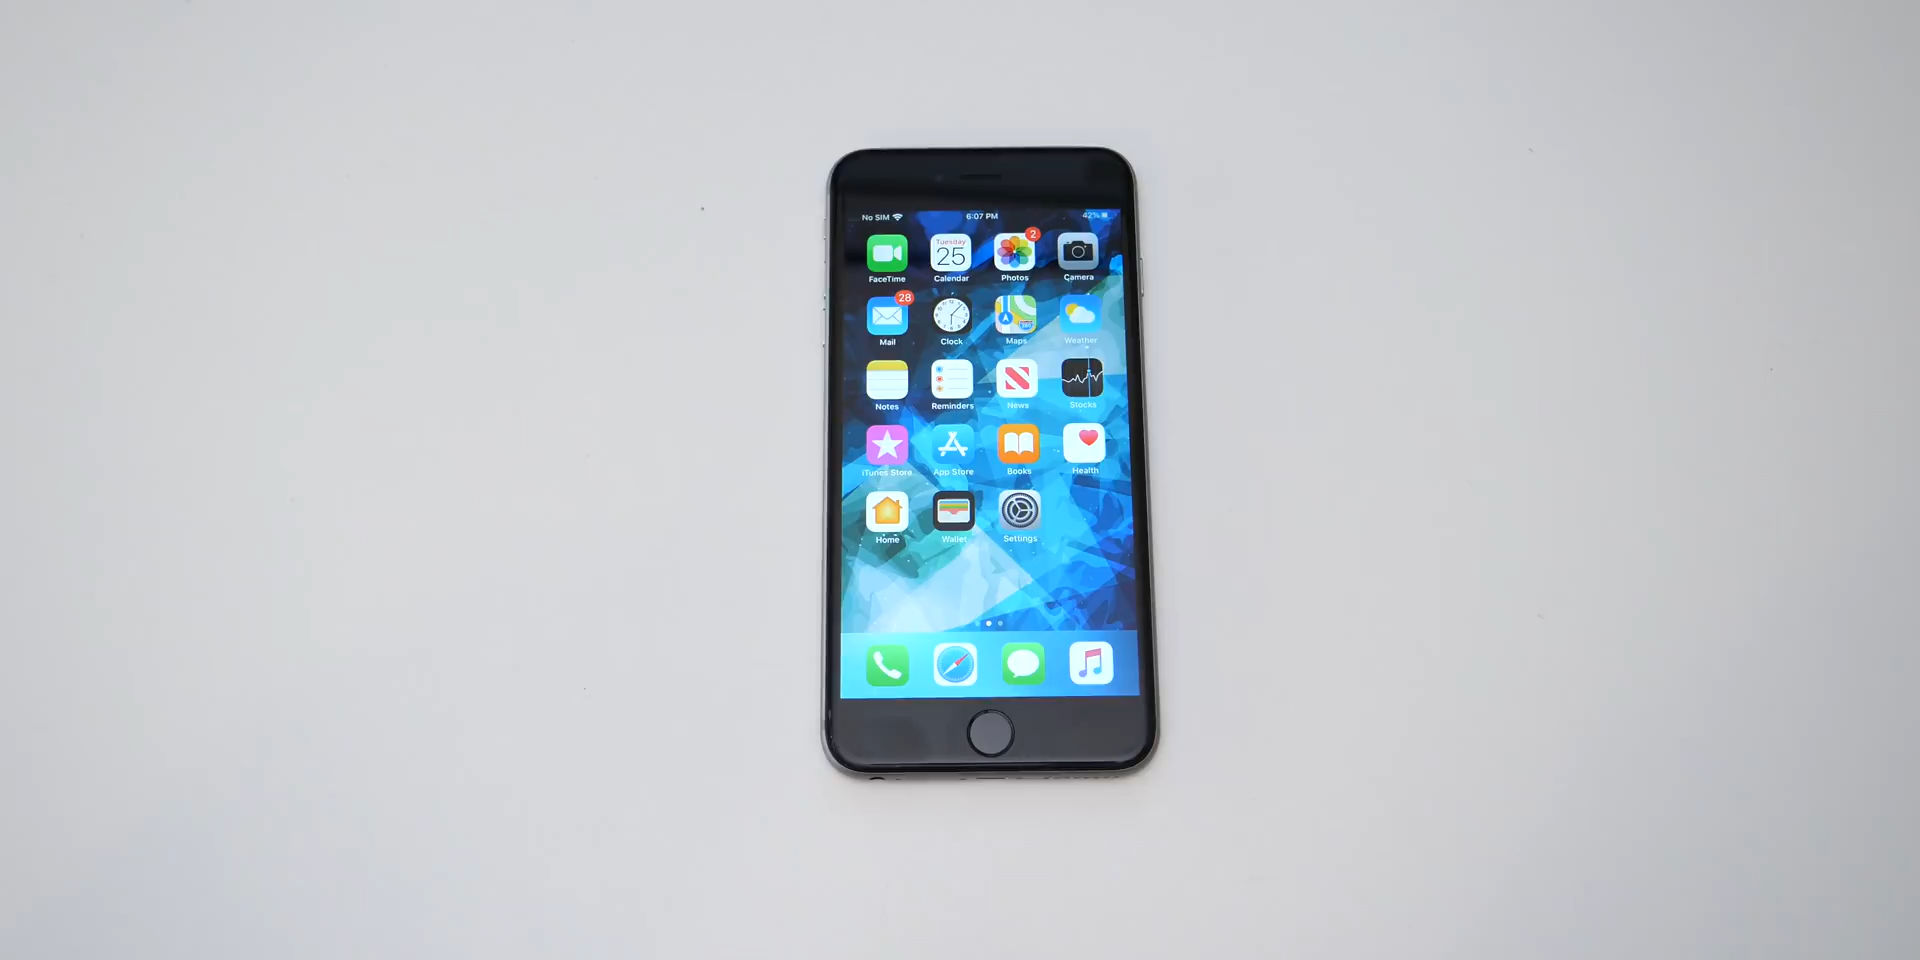 No SIM 6:07 PM 42%
Tuesday
25
2
FaceTime Calendar Photos Camera
28
Mail Clock Maps Weather
Notes Reminders News Stocks
iTunes Store App Store Books Health
Home Wallet Settings